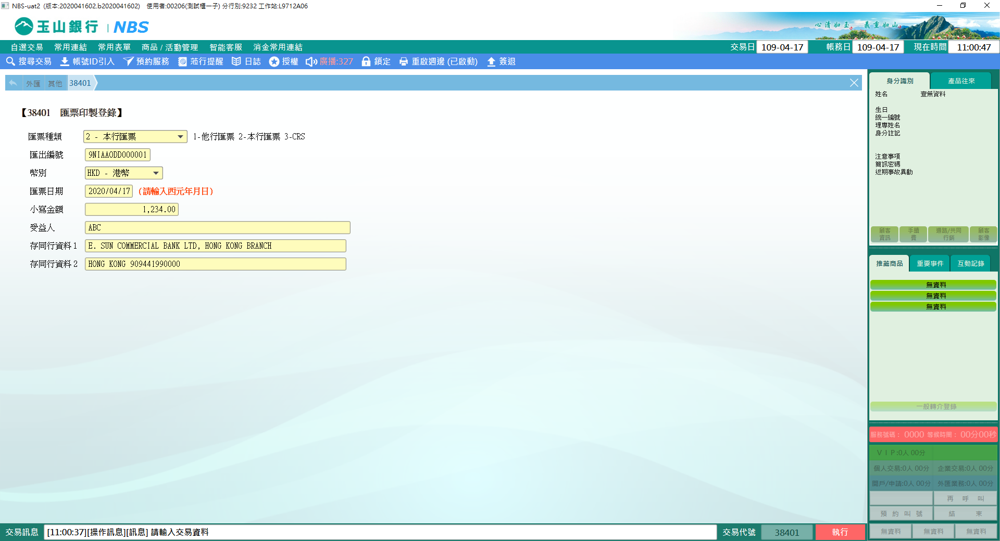 NBS-uat2 (版本:2020041602.b2020041602) 使用者:00206(測試櫃一子) 分行別:9232 工作站:L9712A06
玉山銀行 | NBS
心清如玉 義重如山
自選交易 常用連結 常用表單 商品 / 活動管理 智能客服 消金常用連結 交易日 109-04-17 帳務日 109-04-17 現在時間 11:00:47
搜尋交易 帳號ID引入 預約服務 蒞行提醒 日誌 授權 廣播:327 鎖定 重啟週邊 (已啟動) 簽退
外匯 其他 38401
【38401 匯票印製登錄】
匯票種類 2 - 本行匯票 1-他行匯票 2-本行匯票 3-CRS
匯出編號 9NIAAODD000001
幣別 HKD - 港幣
匯票日期 2020/04/17 (請輸入西元年月日)
小寫金額 1,234.00
受益人 ABC
存同行資料1 E. SUN COMMERCIAL BANK LTD, HONG KONG BRANCH
存同行資料2 HONG KONG 909441990000
身分識別 產品往來
姓名 查無資料
生日
統一編號
理專姓名
身分註記
注意事項
簡訊密碼
近期事故異動
顧客資訊 手續費 通路/共同行銷 顧客影像
推薦商品 重要事件 互動記錄
無資料
無資料
無資料
一般轉介登錄
服務號碼： 0000 等候時間： 00分00秒
ＶＩＰ:0人 00分
個人交易:0人 00分 企業交易:0人 00分
開戶/申請:0人 00分 外匯業務:0人 00分
再 呼 叫
預 約 叫 號 結 束
無資料 無資料 無資料
交易訊息 [11:00:37][操作訊息][訊息] 請輸入交易資料 交易代號 38401 執行